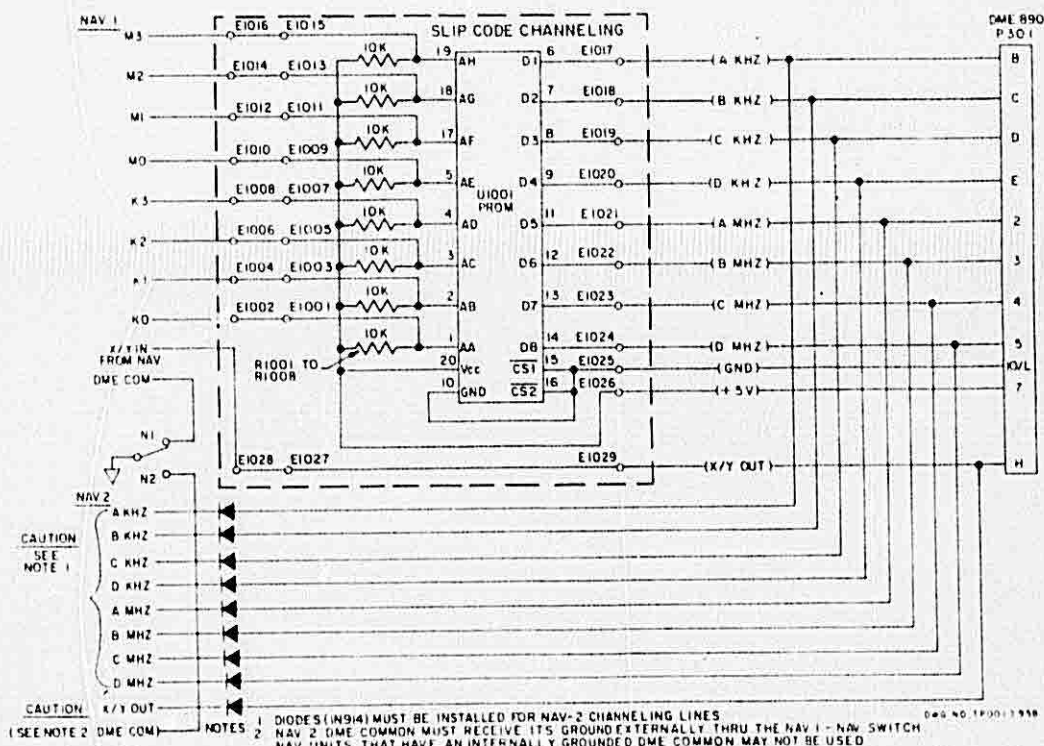 NAV. 1
SLIP CODE CHANNELING
DME 890
P301
M3 E1016 E1015 10K 19 AH D1 6 E1017 (A KHZ) B
M2 E1014 E1013 10K 18 AG D2 7 E1018 (B KHZ) C
M1 E1012 E1011 10K 17 AF D3 8 E1019 (C KHZ) D
M0 E1010 E1009 10K 5 AE D4 9 E1020 (D KHZ) E
U1001
PROM
K3 E1008 E1007 10K 4 AD D5 11 E1021 (A MHZ) 2
K2 E1006 E1005 10K 3 AC D6 12 E1022 (B MHZ) 3
K1 E1004 E1003 10K 2 AB D7 13 E1023 (C MHZ) 4
K0 E1002 E1001 10K 1 AA D8 14 E1024 (D MHZ) 5
R1001 TO
R1008
20 Vcc CS1 15 E1025 (GND) 10/L
10 GND CS2 16 E1026 (+5V) 7
X/Y IN
FROM NAV
DME COM
N1
N2
E1028 E1027 E1029 (X/Y OUT) H
NAV 2
A KHZ
B KHZ
C KHZ
D KHZ
A MHZ
B MHZ
C MHZ
D MHZ
CAUTION
SEE
NOTE 1
CAUTION X/Y OUT
(SEE NOTE 2 DME COM)
NOTES: 1 DIODES (IN914) MUST BE INSTALLED FOR NAV-2 CHANNELING LINES
2. NAV 2 DME COMMON MUST RECEIVE ITS GROUND EXTERNALLY THRU THE NAV 1 - NAV SWITCH
NAV UNITS THAT HAVE AN INTERNALLY GROUNDED DME COMMON MAY NOT BE USED
DWG NO.